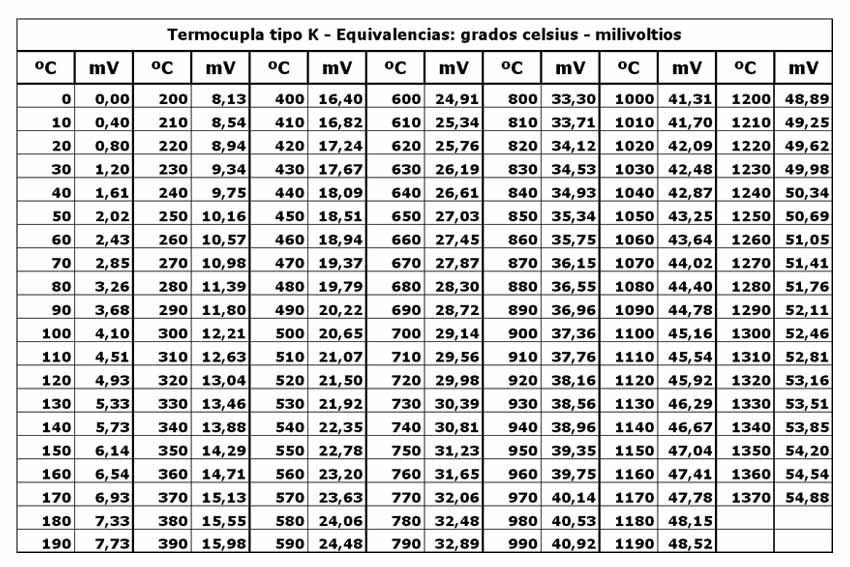 Termocupla tipo K - Equivalencias: grados celsius - milivoltios
ºC mV ºC mV ºC mV ºC mV ºC mV ºC mV ºC mV
0 0,00 200 8,13 400 16,40 600 24,91 800 33,30 1000 41,31 1200 48,89
10 0,40 210 8,54 410 16,82 610 25,34 810 33,71 1010 41,70 1210 49,25
20 0,80 220 8,94 420 17,24 620 25,76 820 34,12 1020 42,09 1220 49,62
30 1,20 230 9,34 430 17,67 630 26,19 830 34,53 1030 42,48 1230 49,98
40 1,61 240 9,75 440 18,09 640 26,61 840 34,93 1040 42,87 1240 50,34
50 2,02 250 10,16 450 18,51 650 27,03 850 35,34 1050 43,25 1250 50,69
60 2,43 260 10,57 460 18,94 660 27,45 860 35,75 1060 43,64 1260 51,05
70 2,85 270 10,98 470 19,37 670 27,87 870 36,15 1070 44,02 1270 51,41
80 3,26 280 11,39 480 19,79 680 28,30 880 36,55 1080 44,40 1280 51,76
90 3,68 290 11,80 490 20,22 690 28,72 890 36,96 1090 44,78 1290 52,11
100 4,10 300 12,21 500 20,65 700 29,14 900 37,36 1100 45,16 1300 52,46
110 4,51 310 12,63 510 21,07 710 29,56 910 37,76 1110 45,54 1310 52,81
120 4,93 320 13,04 520 21,50 720 29,98 920 38,16 1120 45,92 1320 53,16
130 5,33 330 13,46 530 21,92 730 30,39 930 38,56 1130 46,29 1330 53,51
140 5,73 340 13,88 540 22,35 740 30,81 940 38,96 1140 46,67 1340 53,85
150 6,14 350 14,29 550 22,78 750 31,23 950 39,35 1150 47,04 1350 54,20
160 6,54 360 14,71 560 23,20 760 31,65 960 39,75 1160 47,41 1360 54,54
170 6,93 370 15,13 570 23,63 770 32,06 970 40,14 1170 47,78 1370 54,88
180 7,33 380 15,55 580 24,06 780 32,48 980 40,53 1180 48,15
190 7,73 390 15,98 590 24,48 790 32,89 990 40,92 1190 48,52